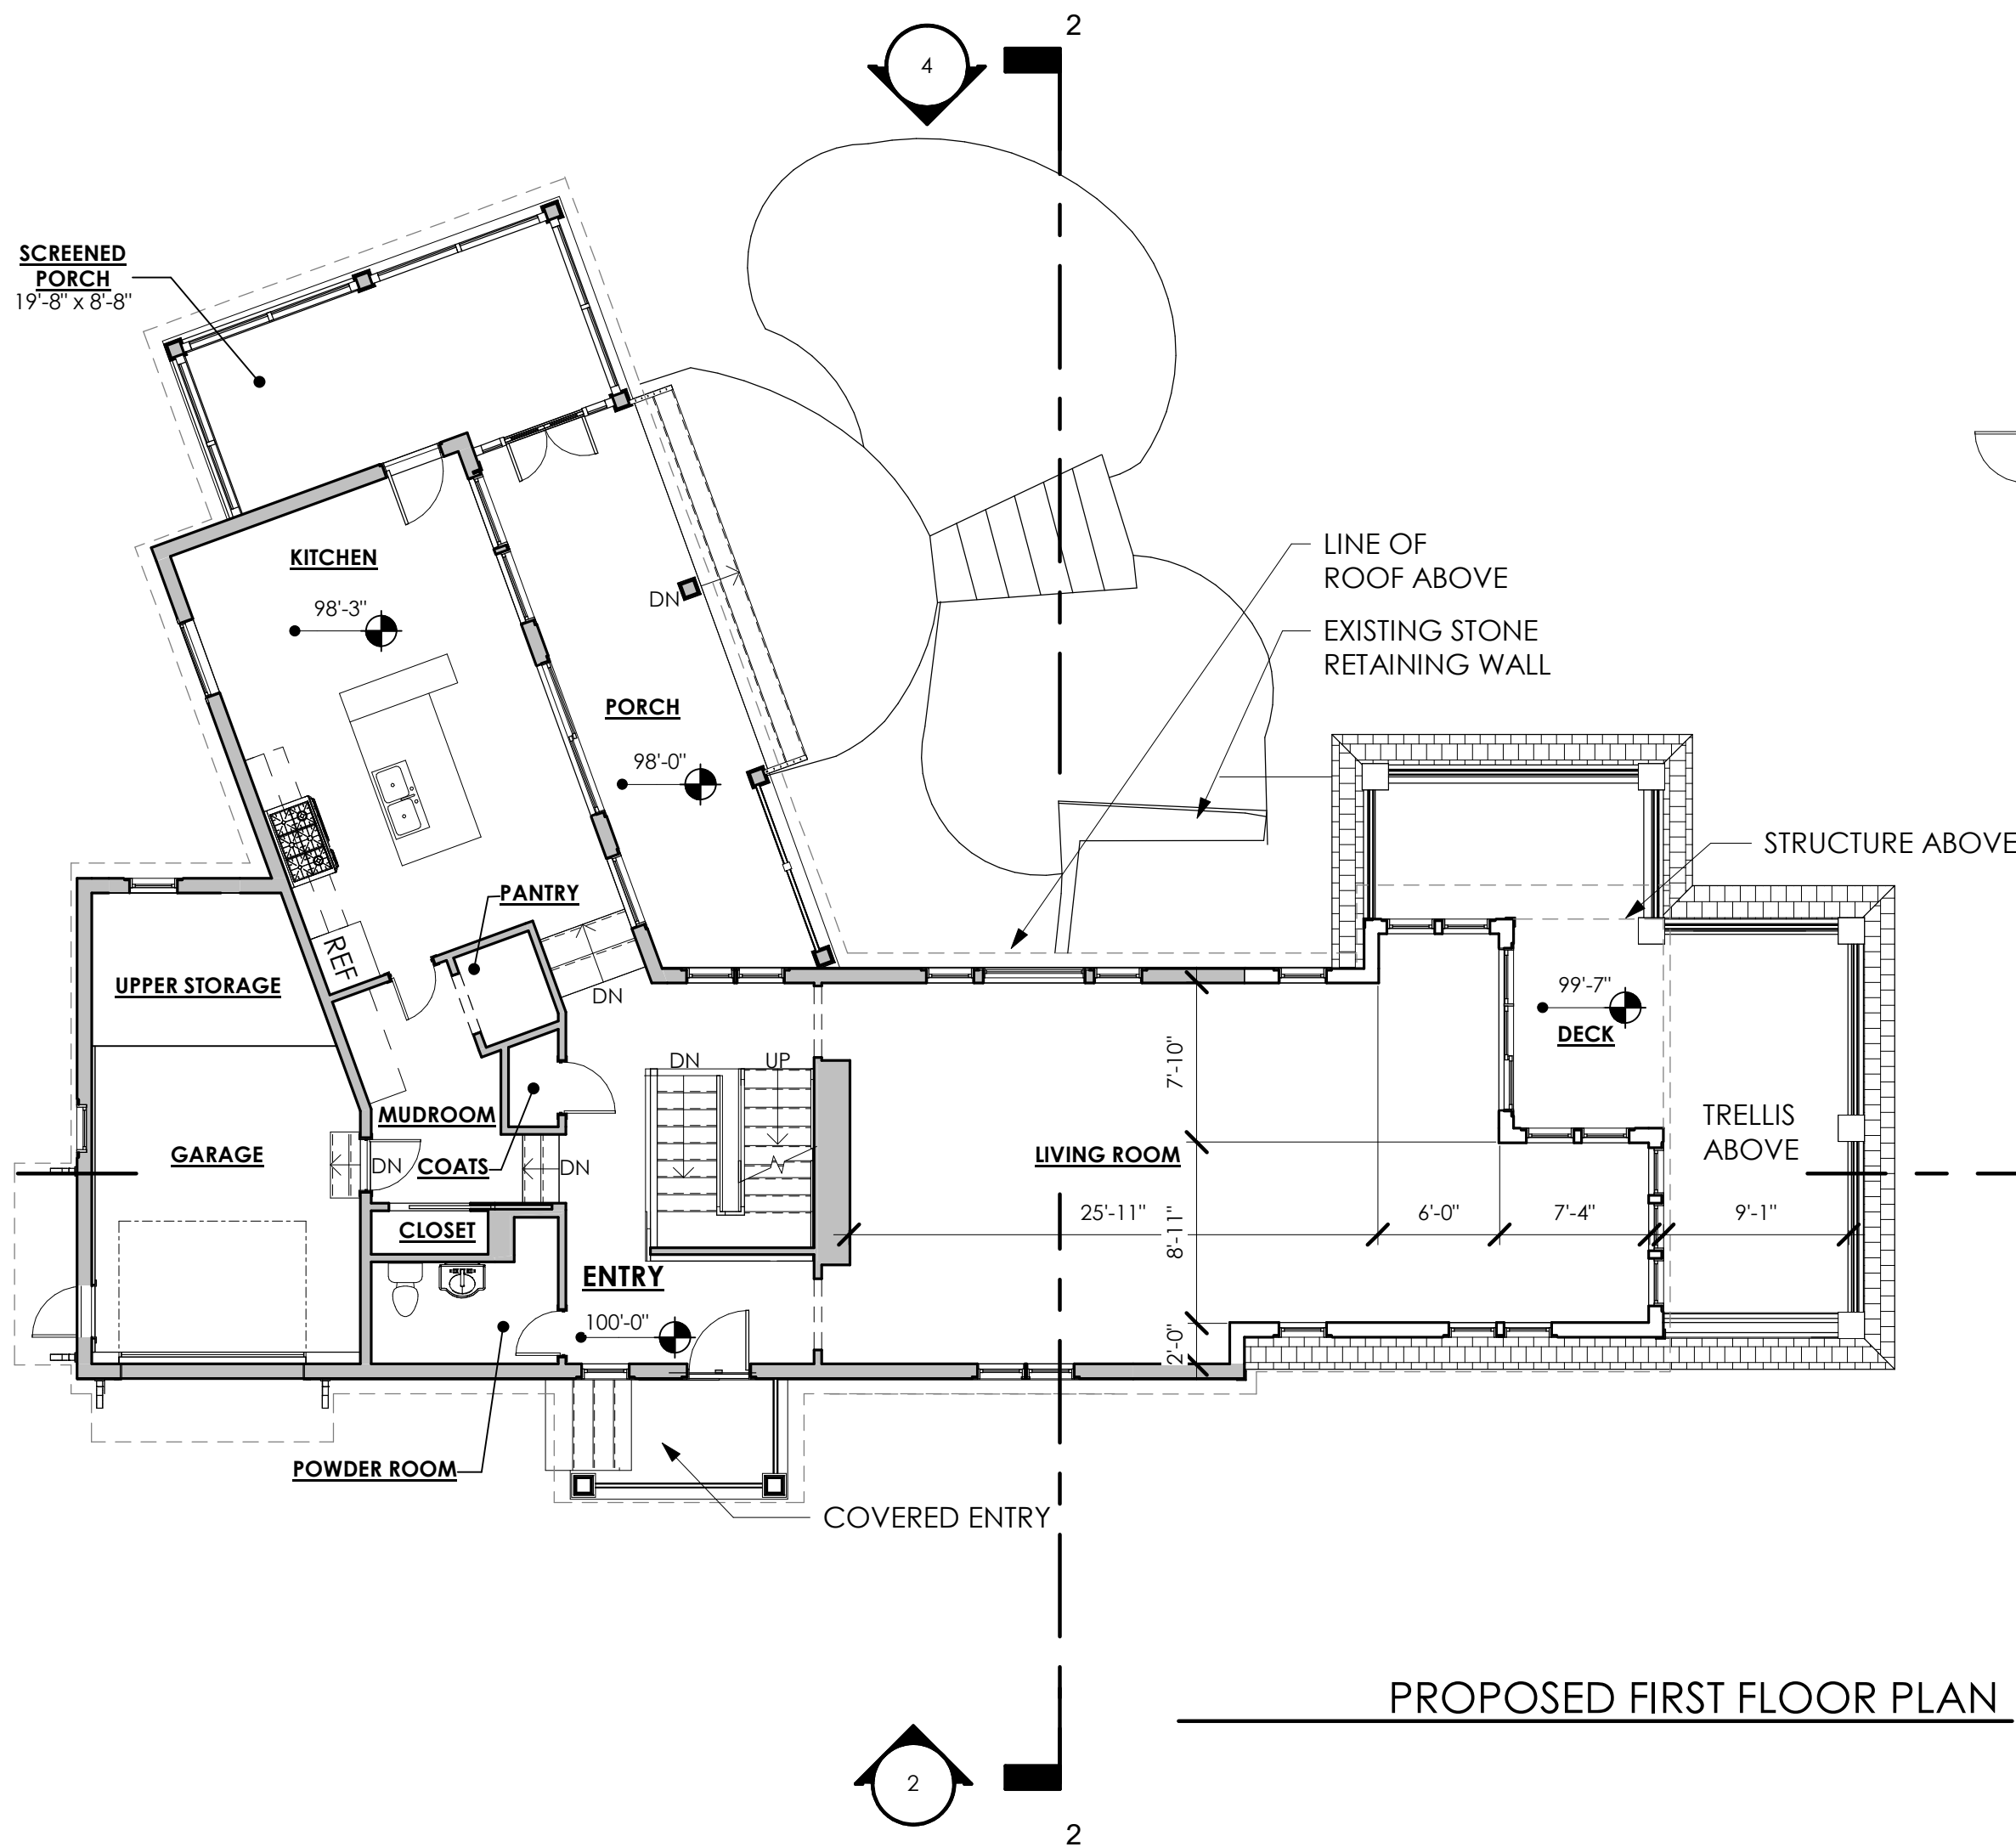 2
4
SCREENED
PORCH
19'-8" x 8'-8"
LINE OF
ROOF ABOVE
KITCHEN
98'-3"
DN
EXISTING STONE
RETAINING WALL
PORCH
98'-0"
STRUCTURE ABOVE
PANTRY
REF
UPPER STORAGE
DN
99'-7"
DECK
DN
UP
7'-10"
MUDROOM
TRELLIS
ABOVE
GARAGE
DN
COATS
DN
LIVING ROOM
CLOSET
25'-11"
8'-11"
6'-0"
7'-4"
9'-1"
ENTRY
100'-0"
2'-0"
POWDER ROOM
COVERED ENTRY
PROPOSED FIRST FLOOR PLAN
2
2